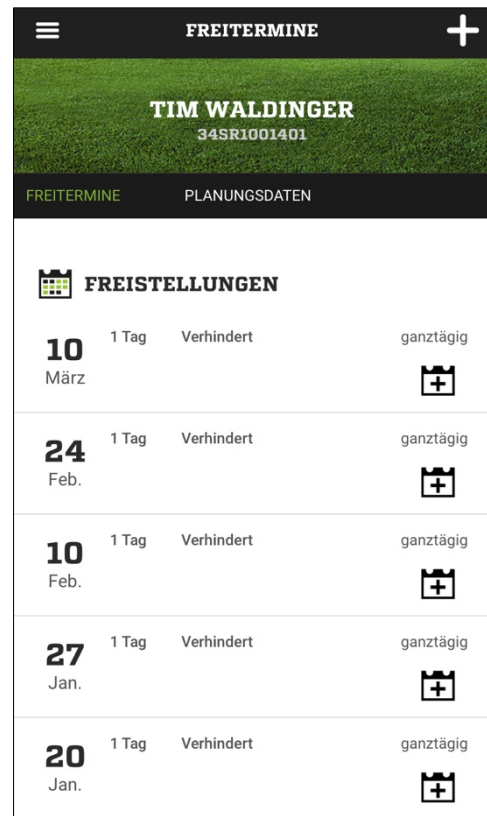 FREITERMINE
TIM WALDINGER
34SR1001401
FREITERMINE PLANUNGSDATEN
FREISTELLUNGEN
10 1 Tag Verhindert ganztägig
März
24 1 Tag Verhindert ganztägig
Feb.
10 1 Tag Verhindert ganztägig
Feb.
27 1 Tag Verhindert ganztägig
Jan.
20 1 Tag Verhindert ganztägig
Jan.